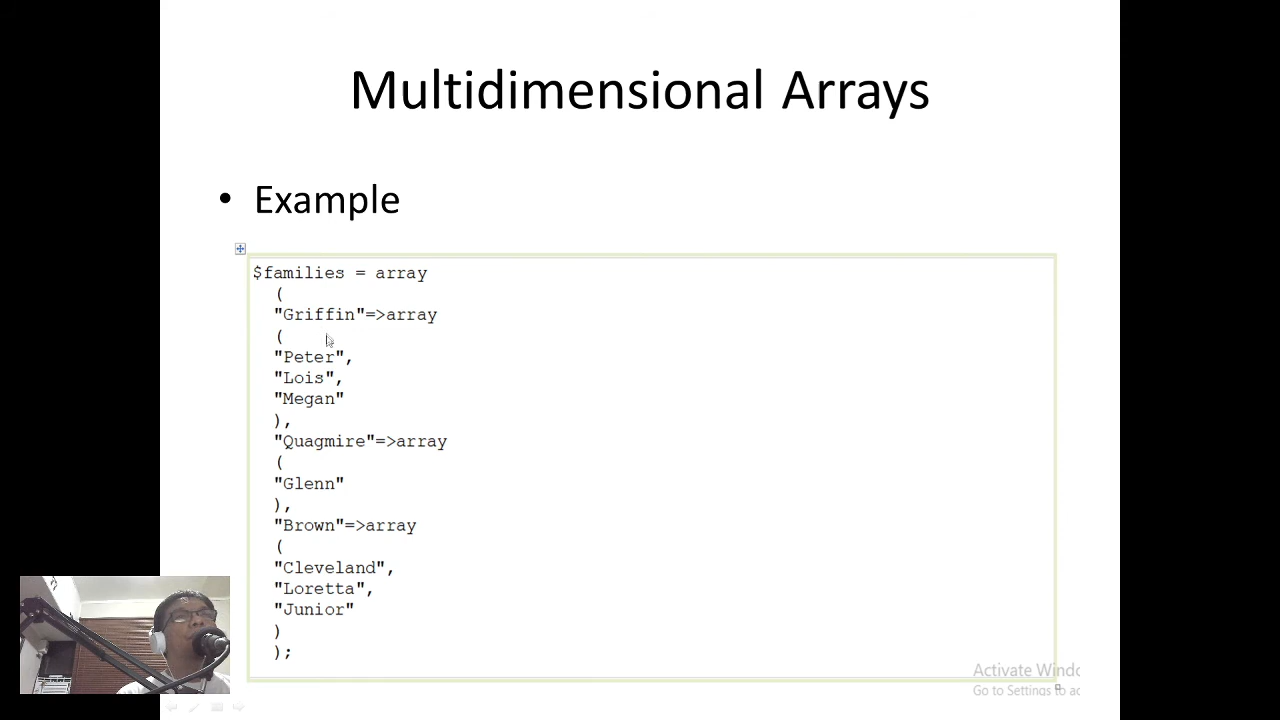 Multidimensional Arrays
• Example
$families = array
(
"Griffin"=>array
(
"Peter",
"Lois",
"Megan"
),
"Quagmire"=>array
(
"Glenn"
),
"Brown"=>array
(
"Cleveland",
"Loretta",
"Junior"
)
);
Activate Windo
Go to Settings to ac